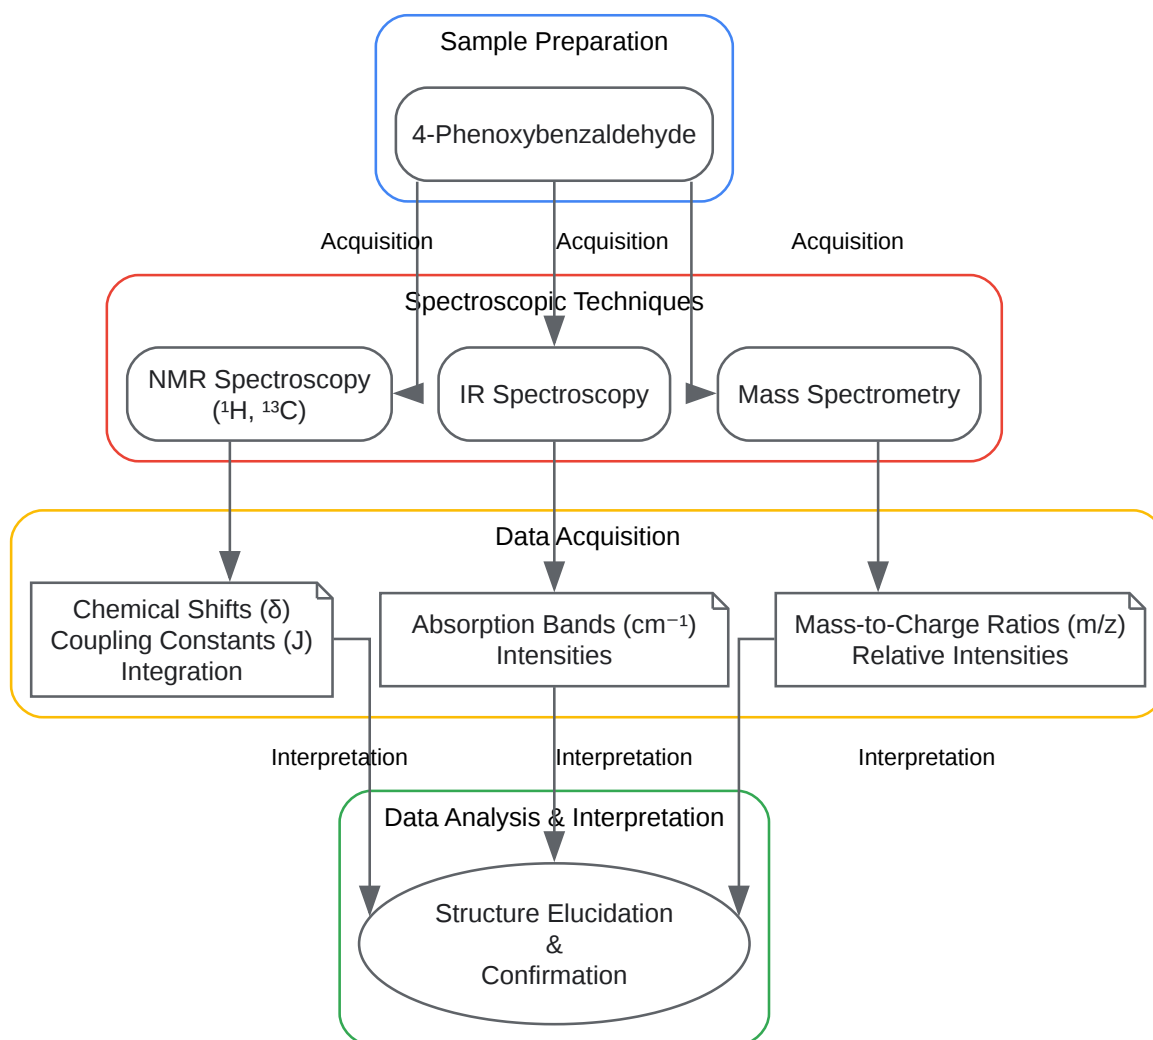 Sample Preparation
4-Phenoxybenzaldehyde
Acquisition
Acquisition
Acquisition
Spectroscopic Techniques
NMR Spectroscopy
(¹H, ¹³C)
IR Spectroscopy
Mass Spectrometry
Data Acquisition
Chemical Shifts (δ)
Coupling Constants (J)
Integration
Absorption Bands (cm⁻¹)
Intensities
Mass-to-Charge Ratios (m/z)
Relative Intensities
Interpretation
Interpretation
Interpretation
Data Analysis & Interpretation
Structure Elucidation
&
Confirmation